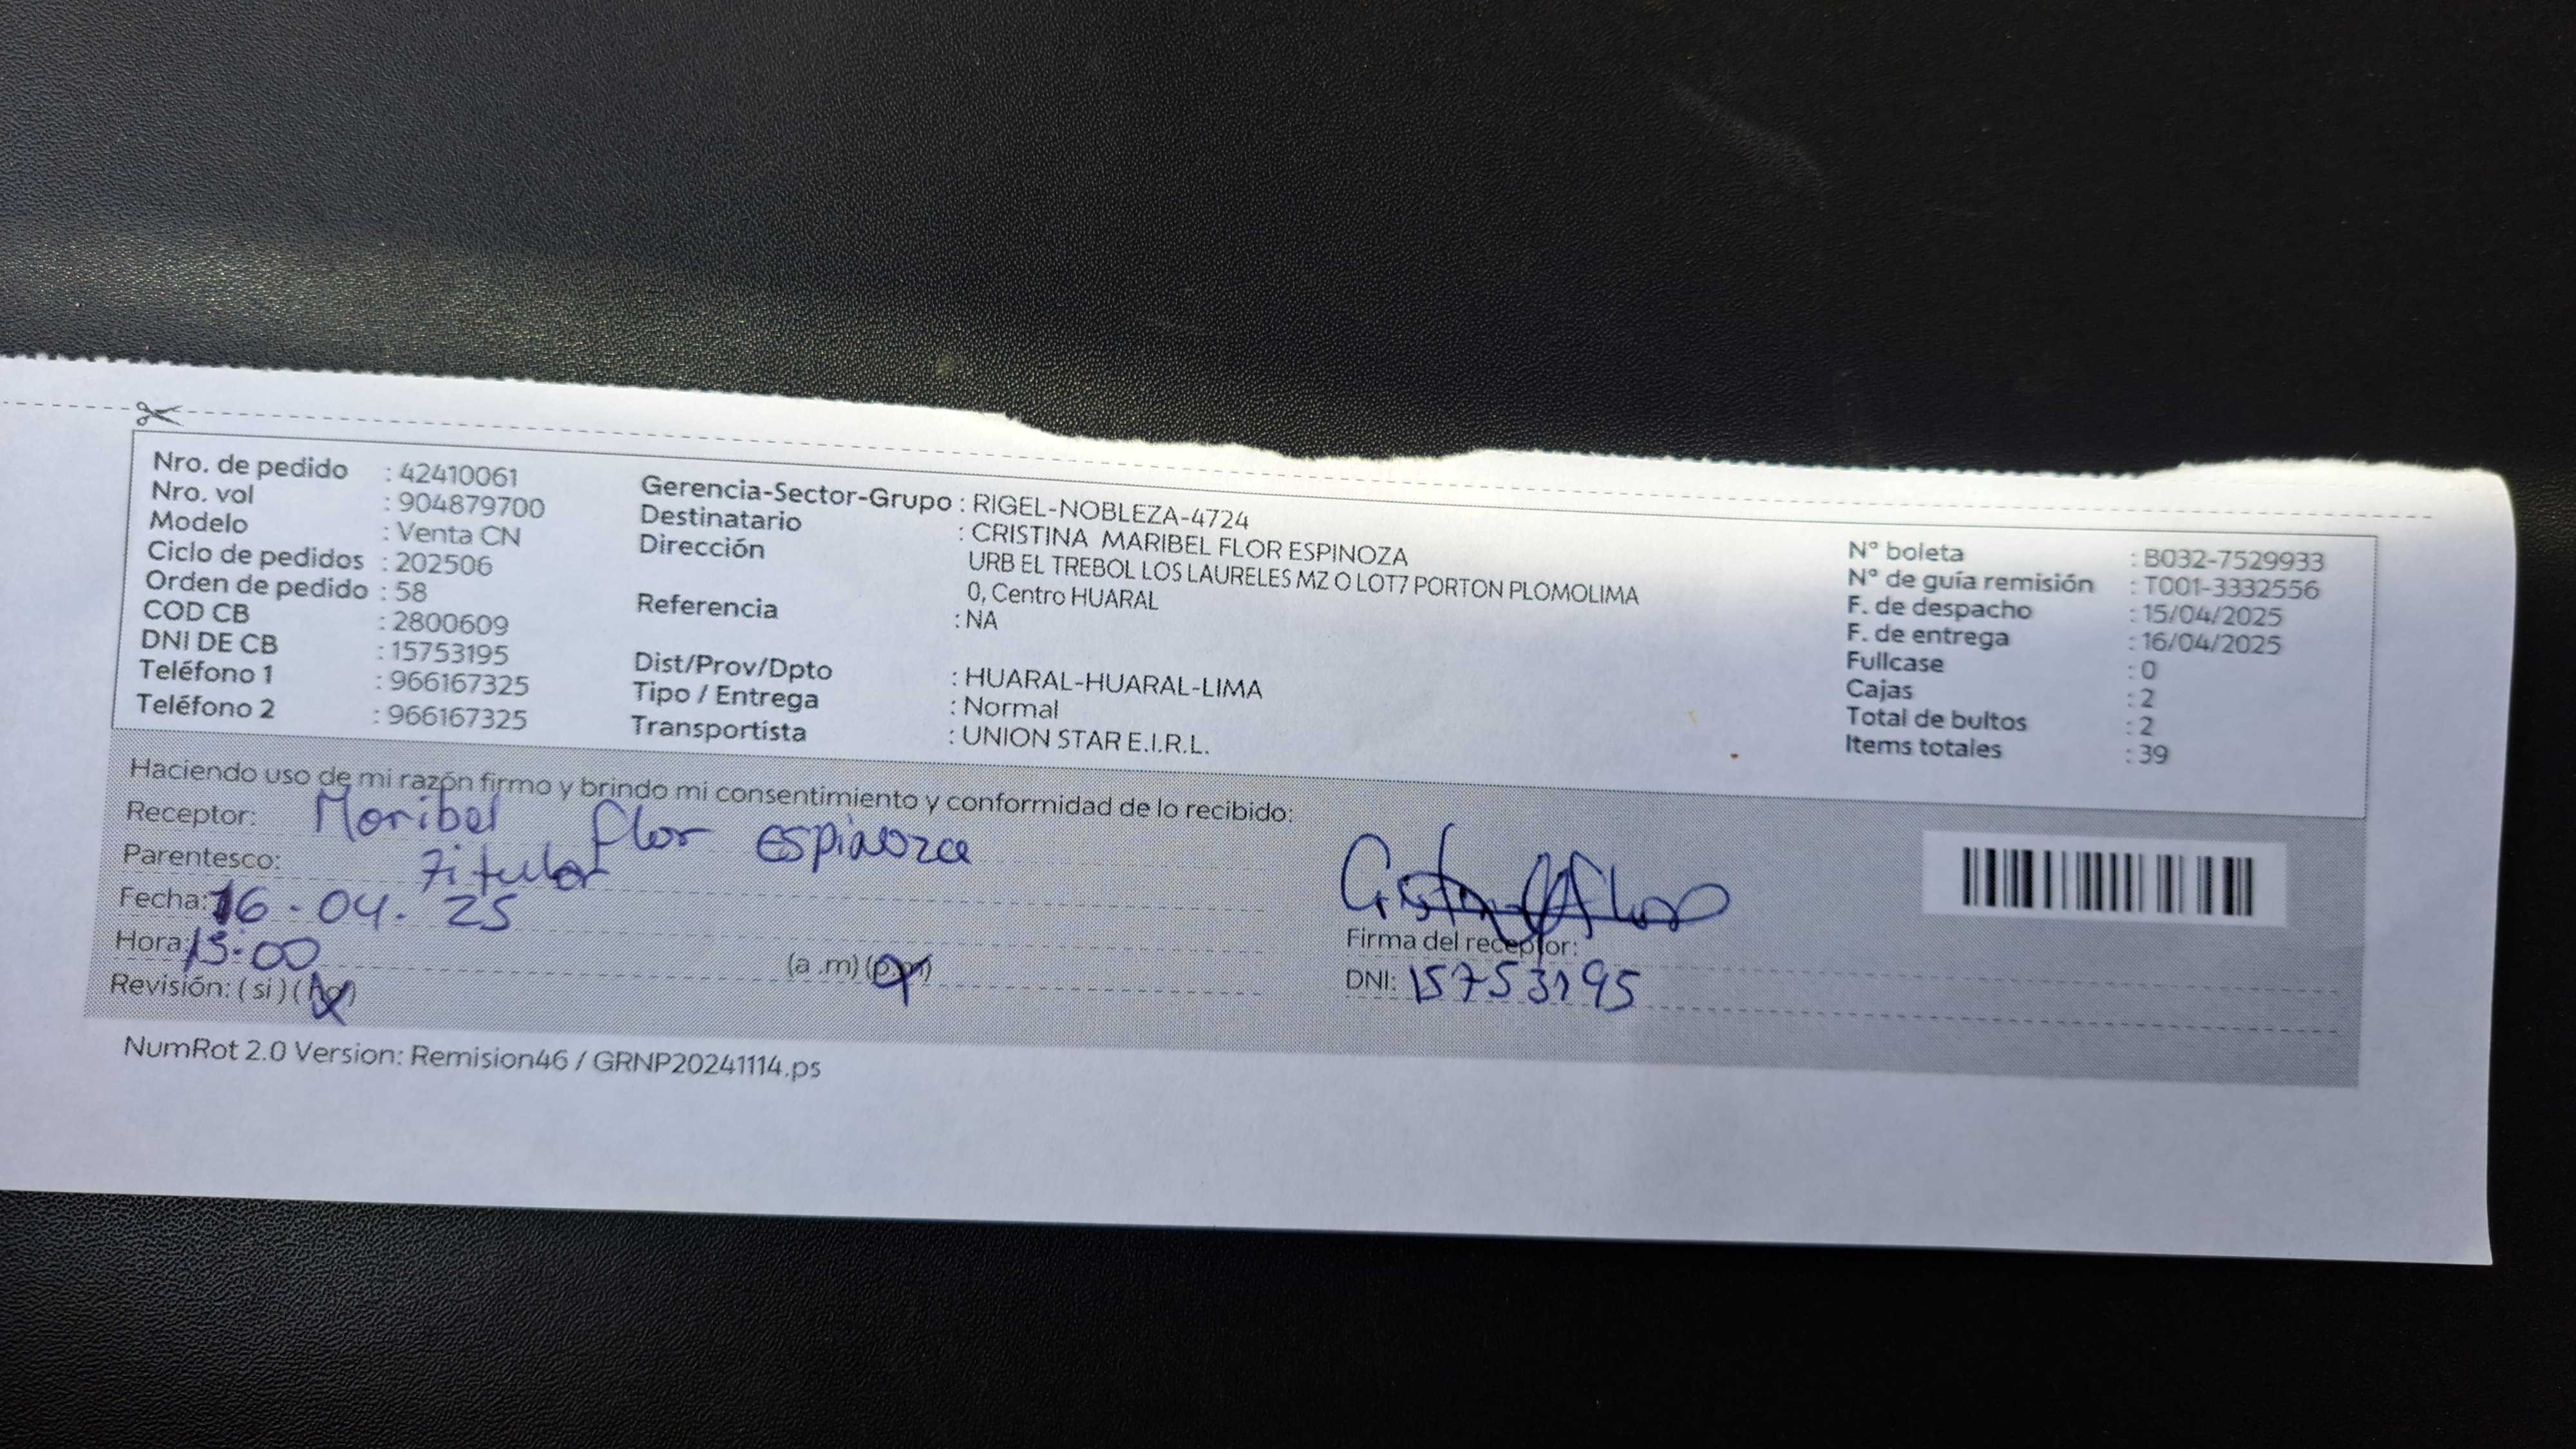 Nro. de pedido : 42410061
Nro. vol : 904879700
Modelo : Venta CN
Ciclo de pedidos : 202506
Orden de pedido : 58
COD CB : 2800609
DNI DE CB : 15753195
Teléfono 1 : 966167325
Teléfono 2 : 966167325
Gerencia-Sector-Grupo : RIGEL-NOBLEZA-4724
Destinatario : CRISTINA MARIBEL FLOR ESPINOZA
Dirección URB EL TREBOL LOS LAURELES MZ O LOT7 PORTON PLOMOLIMA
0, Centro HUARAL
Referencia : NA
Dist/Prov/Dpto : HUARAL-HUARAL-LIMA
Tipo / Entrega : Normal
Transportista : UNION STAR E.I.R.L.
N° boleta : B032-7529933
N° de guía remisión : T001-3332556
F. de despacho : 15/04/2025
F. de entrega : 16/04/2025
Fullcase : 0
Cajas : 2
Total de bultos : 2
Items totales : 39
Haciendo uso de mi razón firmo y brindo mi consentimiento y conformidad de lo recibido:
Receptor: Maribel Flor espinoza
Parentesco: titular
Fecha: 16-04-25
Hora: 15:00 (a .m) (p.m)
Revisión: ( si ) ( no )
Firma del receptor:
DNI: 15753195
NumRot 2.0 Version: Remision46 / GRNP20241114.ps